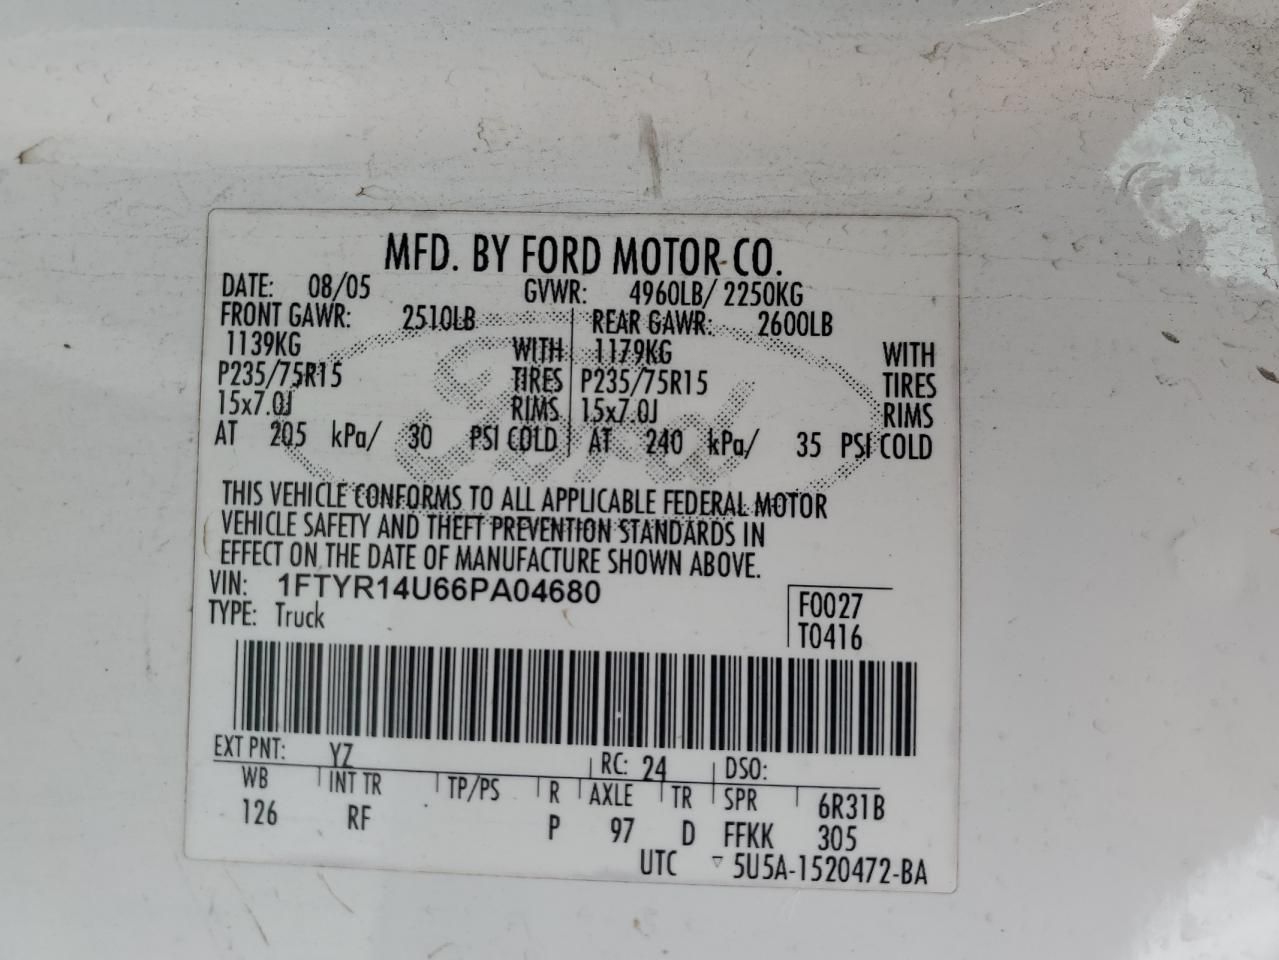 MFD. BY FORD MOTOR CO.
DATE: 08/05 GVWR: 4960LB/ 2250KG
FRONT GAWR: 2510LB REAR GAWR: 2600LB
1139KG WITH 1179KG WITH
P235/75R15 TIRES P235/75R15 TIRES
15x7.0J RIMS 15x7.0J RIMS
AT 205 kPa/ 30 PSI COLD AT 240 kPa/ 35 PSI COLD
Ford
THIS VEHICLE CONFORMS TO ALL APPLICABLE FEDERAL MOTOR
VEHICLE SAFETY AND THEFT PREVENTION STANDARDS IN
EFFECT ON THE DATE OF MANUFACTURE SHOWN ABOVE.
VIN: 1FTYR14U66PA04680
TYPE: Truck
F0027
T0416
EXT PNT: YZ RC: 24 DSO:
WB INT TR TP/PS R AXLE TR SPR 6R31B
126 RF P 97 D FFKK 305
UTC ▽ 5U5A-1520472-BA